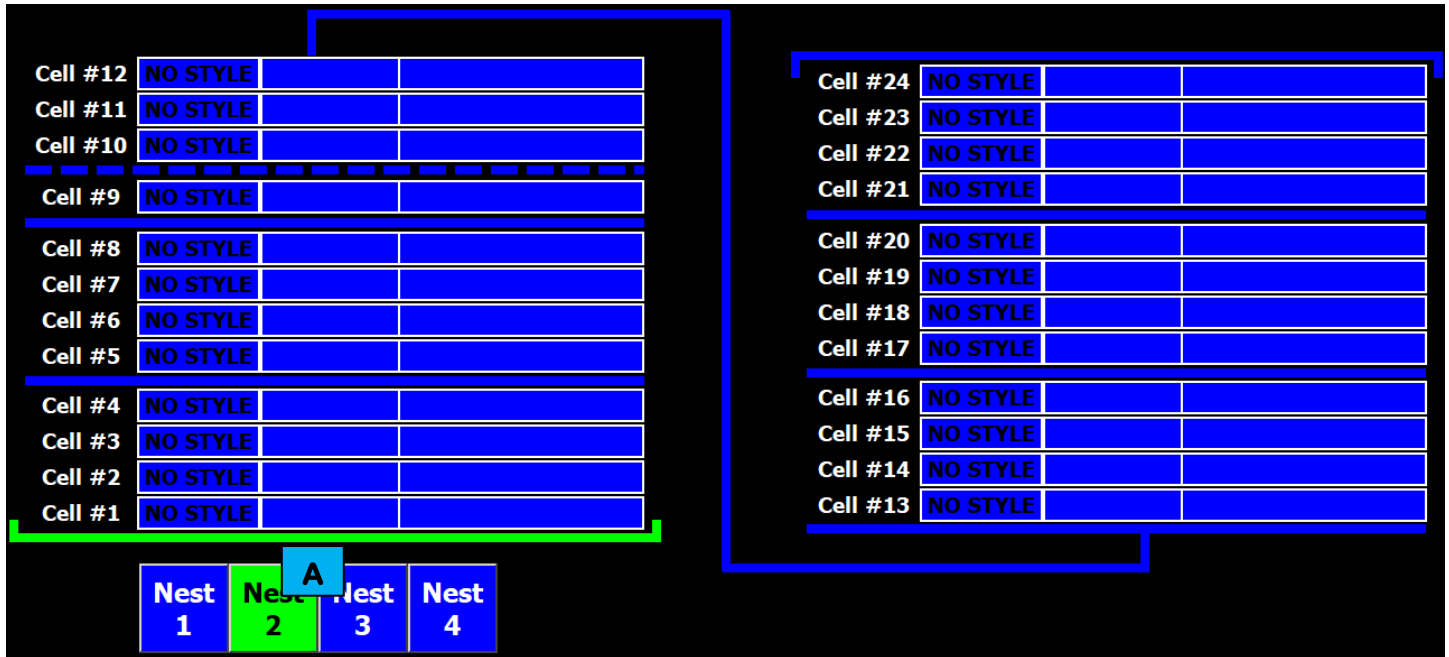 Cell #12 NO STYLE
Cell #11 NO STYLE
Cell #10 NO STYLE
Cell #9 NO STYLE
Cell #8 NO STYLE
Cell #7 NO STYLE
Cell #6 NO STYLE
Cell #5 NO STYLE
Cell #4 NO STYLE
Cell #3 NO STYLE
Cell #2 NO STYLE
Cell #1 NO STYLE
A
Nest 1
Nest 2
Nest 3
Nest 4
Cell #24 NO STYLE
Cell #23 NO STYLE
Cell #22 NO STYLE
Cell #21 NO STYLE
Cell #20 NO STYLE
Cell #19 NO STYLE
Cell #18 NO STYLE
Cell #17 NO STYLE
Cell #16 NO STYLE
Cell #15 NO STYLE
Cell #14 NO STYLE
Cell #13 NO STYLE